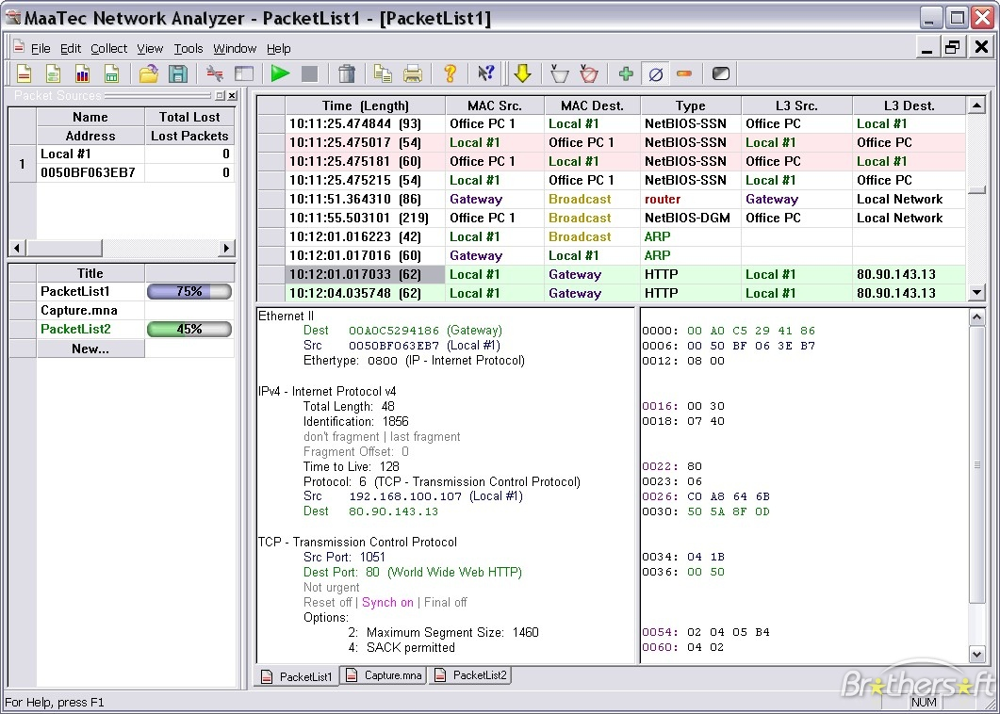 MaaTec Network Analyzer - PacketList1 - [PacketList1]
File Edit Collect View Tools Window Help
Packet Sources
Name Total Lost
Address Lost Packets
1 Local #1 0
0050BF063EB7 0
Title
PacketList1 75%
Capture.mna
PacketList2 45%
New...
Time (Length) MAC Src. MAC Dest. Type L3 Src. L3 Dest.
10:11:25.474844 (93) Office PC 1 Local #1 NetBIOS-SSN Office PC Local #1
10:11:25.475017 (54) Local #1 Office PC 1 NetBIOS-SSN Local #1 Office PC
10:11:25.475181 (60) Office PC 1 Local #1 NetBIOS-SSN Office PC Local #1
10:11:25.475215 (54) Local #1 Office PC 1 NetBIOS-SSN Local #1 Office PC
10:11:51.364310 (86) Gateway Broadcast router Gateway Local Network
10:11:55.503101 (219) Office PC 1 Broadcast NetBIOS-DGM Office PC Local Network
10:12:01.016223 (42) Local #1 Broadcast ARP
10:12:01.017016 (60) Gateway Local #1 ARP
10:12:01.017033 (62) Local #1 Gateway HTTP Local #1 80.90.143.13
10:12:04.035748 (62) Local #1 Gateway HTTP Local #1 80.90.143.13
Ethernet II
Dest 00A0C5294186 (Gateway) 0000: 00 A0 C5 29 41 86
Src 0050BF063EB7 (Local #1) 0006: 00 50 BF 06 3E B7
Ethertype: 0800 (IP - Internet Protocol) 0012: 08 00
IPv4 - Internet Protocol v4
Total Length: 48 0016: 00 30
Identification: 1856 0018: 07 40
don't fragment | last fragment
Fragment Offset: 0
Time to Live: 128 0022: 80
Protocol: 6 (TCP - Transmission Control Protocol) 0023: 06
Src 192.168.100.107 (Local #1) 0026: C0 A8 64 6B
Dest 80.90.143.13 0030: 50 5A 8F 0D
TCP - Transmission Control Protocol
Src Port: 1051 0034: 04 1B
Dest Port: 80 (World Wide Web HTTP) 0036: 00 50
Not urgent
Reset off | Synch on | Final off
Options:
2: Maximum Segment Size: 1460 0054: 02 04 05 B4
4: SACK permitted 0060: 04 02
PacketList1 Capture.mna PacketList2
Brothersoft
For Help, press F1 NUM